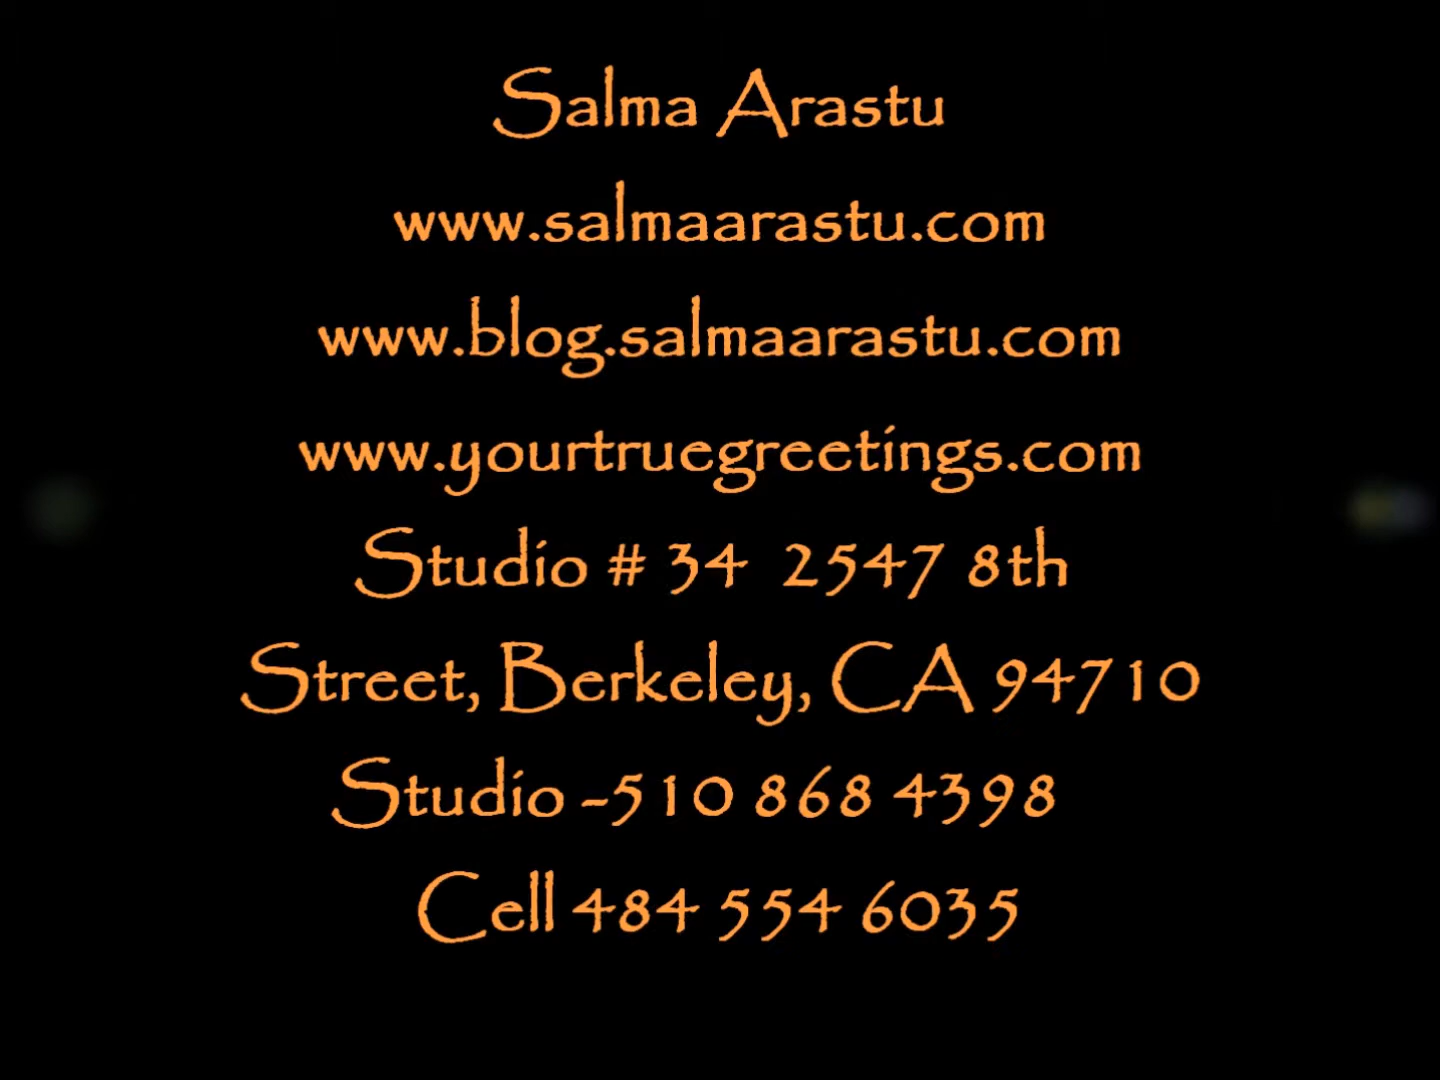 Salma Arastu
www.salmaarastu.com
www.blog.salmaarastu.com
www.yourtruegreetings.com
Studio # 34  2547 8th
Street, Berkeley, CA 94710
Studio -510 868 4398
Cell 484 554 6035